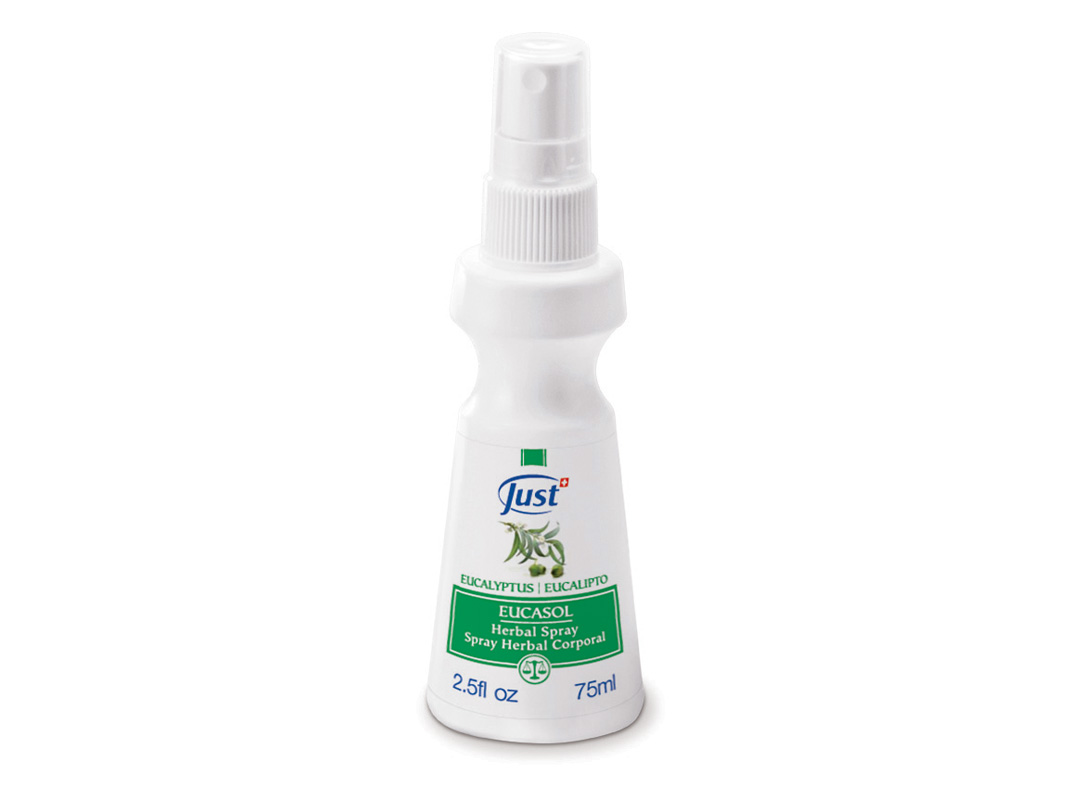 Just
EUCALYPTUS | EUCALIPTO
EUCASOL
Herbal Spray
Spray Herbal Corporal
2.5fl oz 75ml